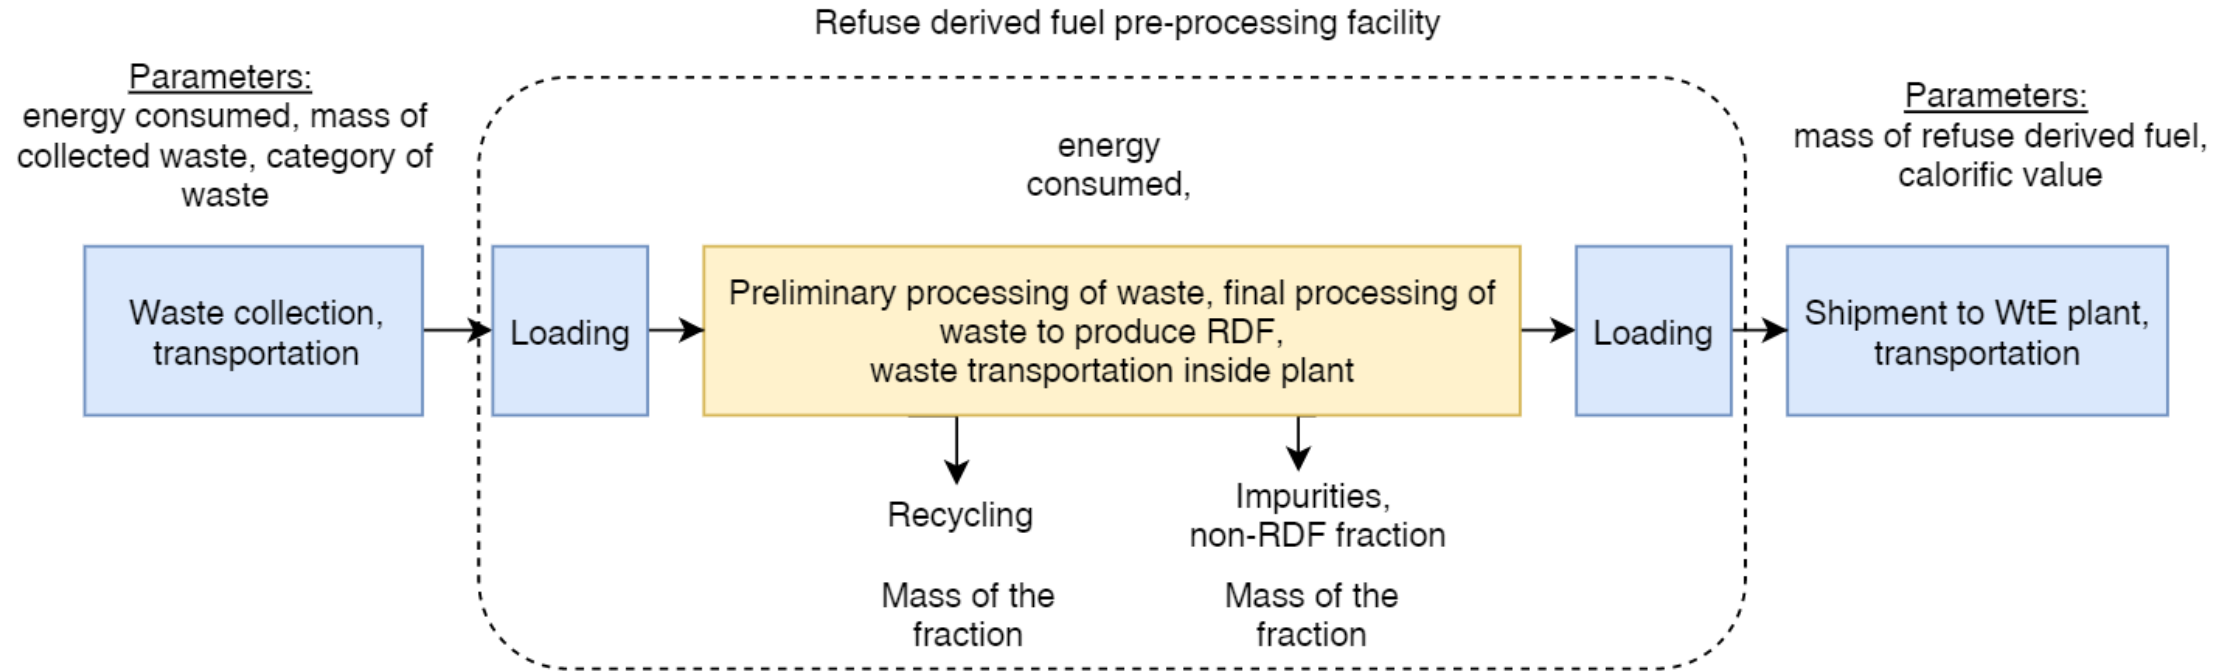 Refuse derived fuel pre-processing facility
Parameters:
energy consumed, mass of
collected waste, category of
waste
energy
consumed,
Parameters:
mass of refuse derived fuel,
calorific value
Waste collection,
transportation
Loading
Preliminary processing of waste, final processing of
waste to produce RDF,
waste transportation inside plant
Loading
Shipment to WtE plant,
transportation
Recycling
Impurities,
non-RDF fraction
Mass of the
fraction
Mass of the
fraction